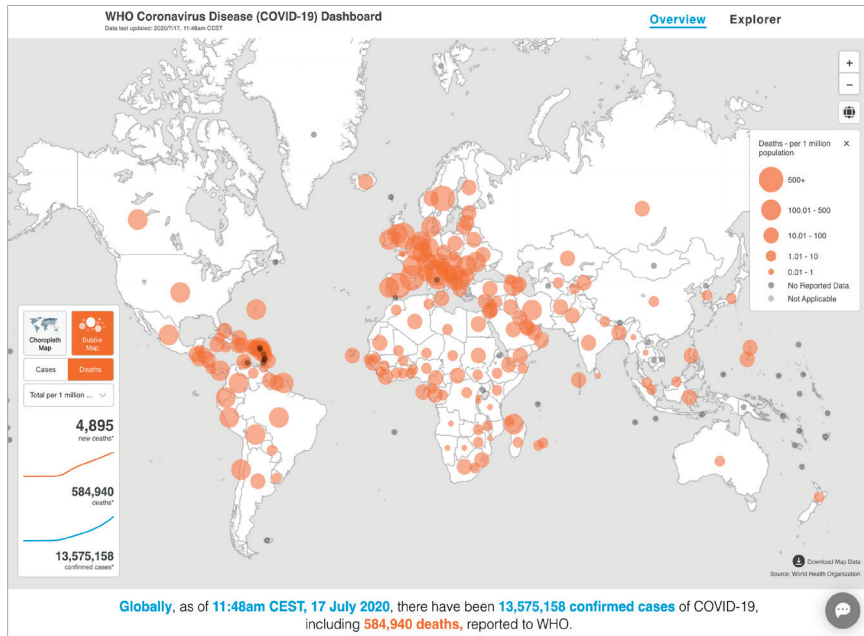 WHO Coronavirus Disease (COVID-19) Dashboard
Data last updated: 2020/7/17, 11:48am CEST
Overview
Explorer
+
−
Deaths - per 1 million
population
×
500+
100.01 - 500
10.01 - 100
1.01 - 10
0.01 - 1
No Reported Data
Not Applicable
Choropleth
Map
Bubble
Map
Cases
Deaths
Total per 1 million ...
4,895
new deaths*
584,940
deaths*
13,575,158
confirmed cases*
Download Map Data
Source: World Health Organization
Globally, as of 11:48am CEST, 17 July 2020, there have been 13,575,158 confirmed cases of COVID-19,
including 584,940 deaths, reported to WHO.